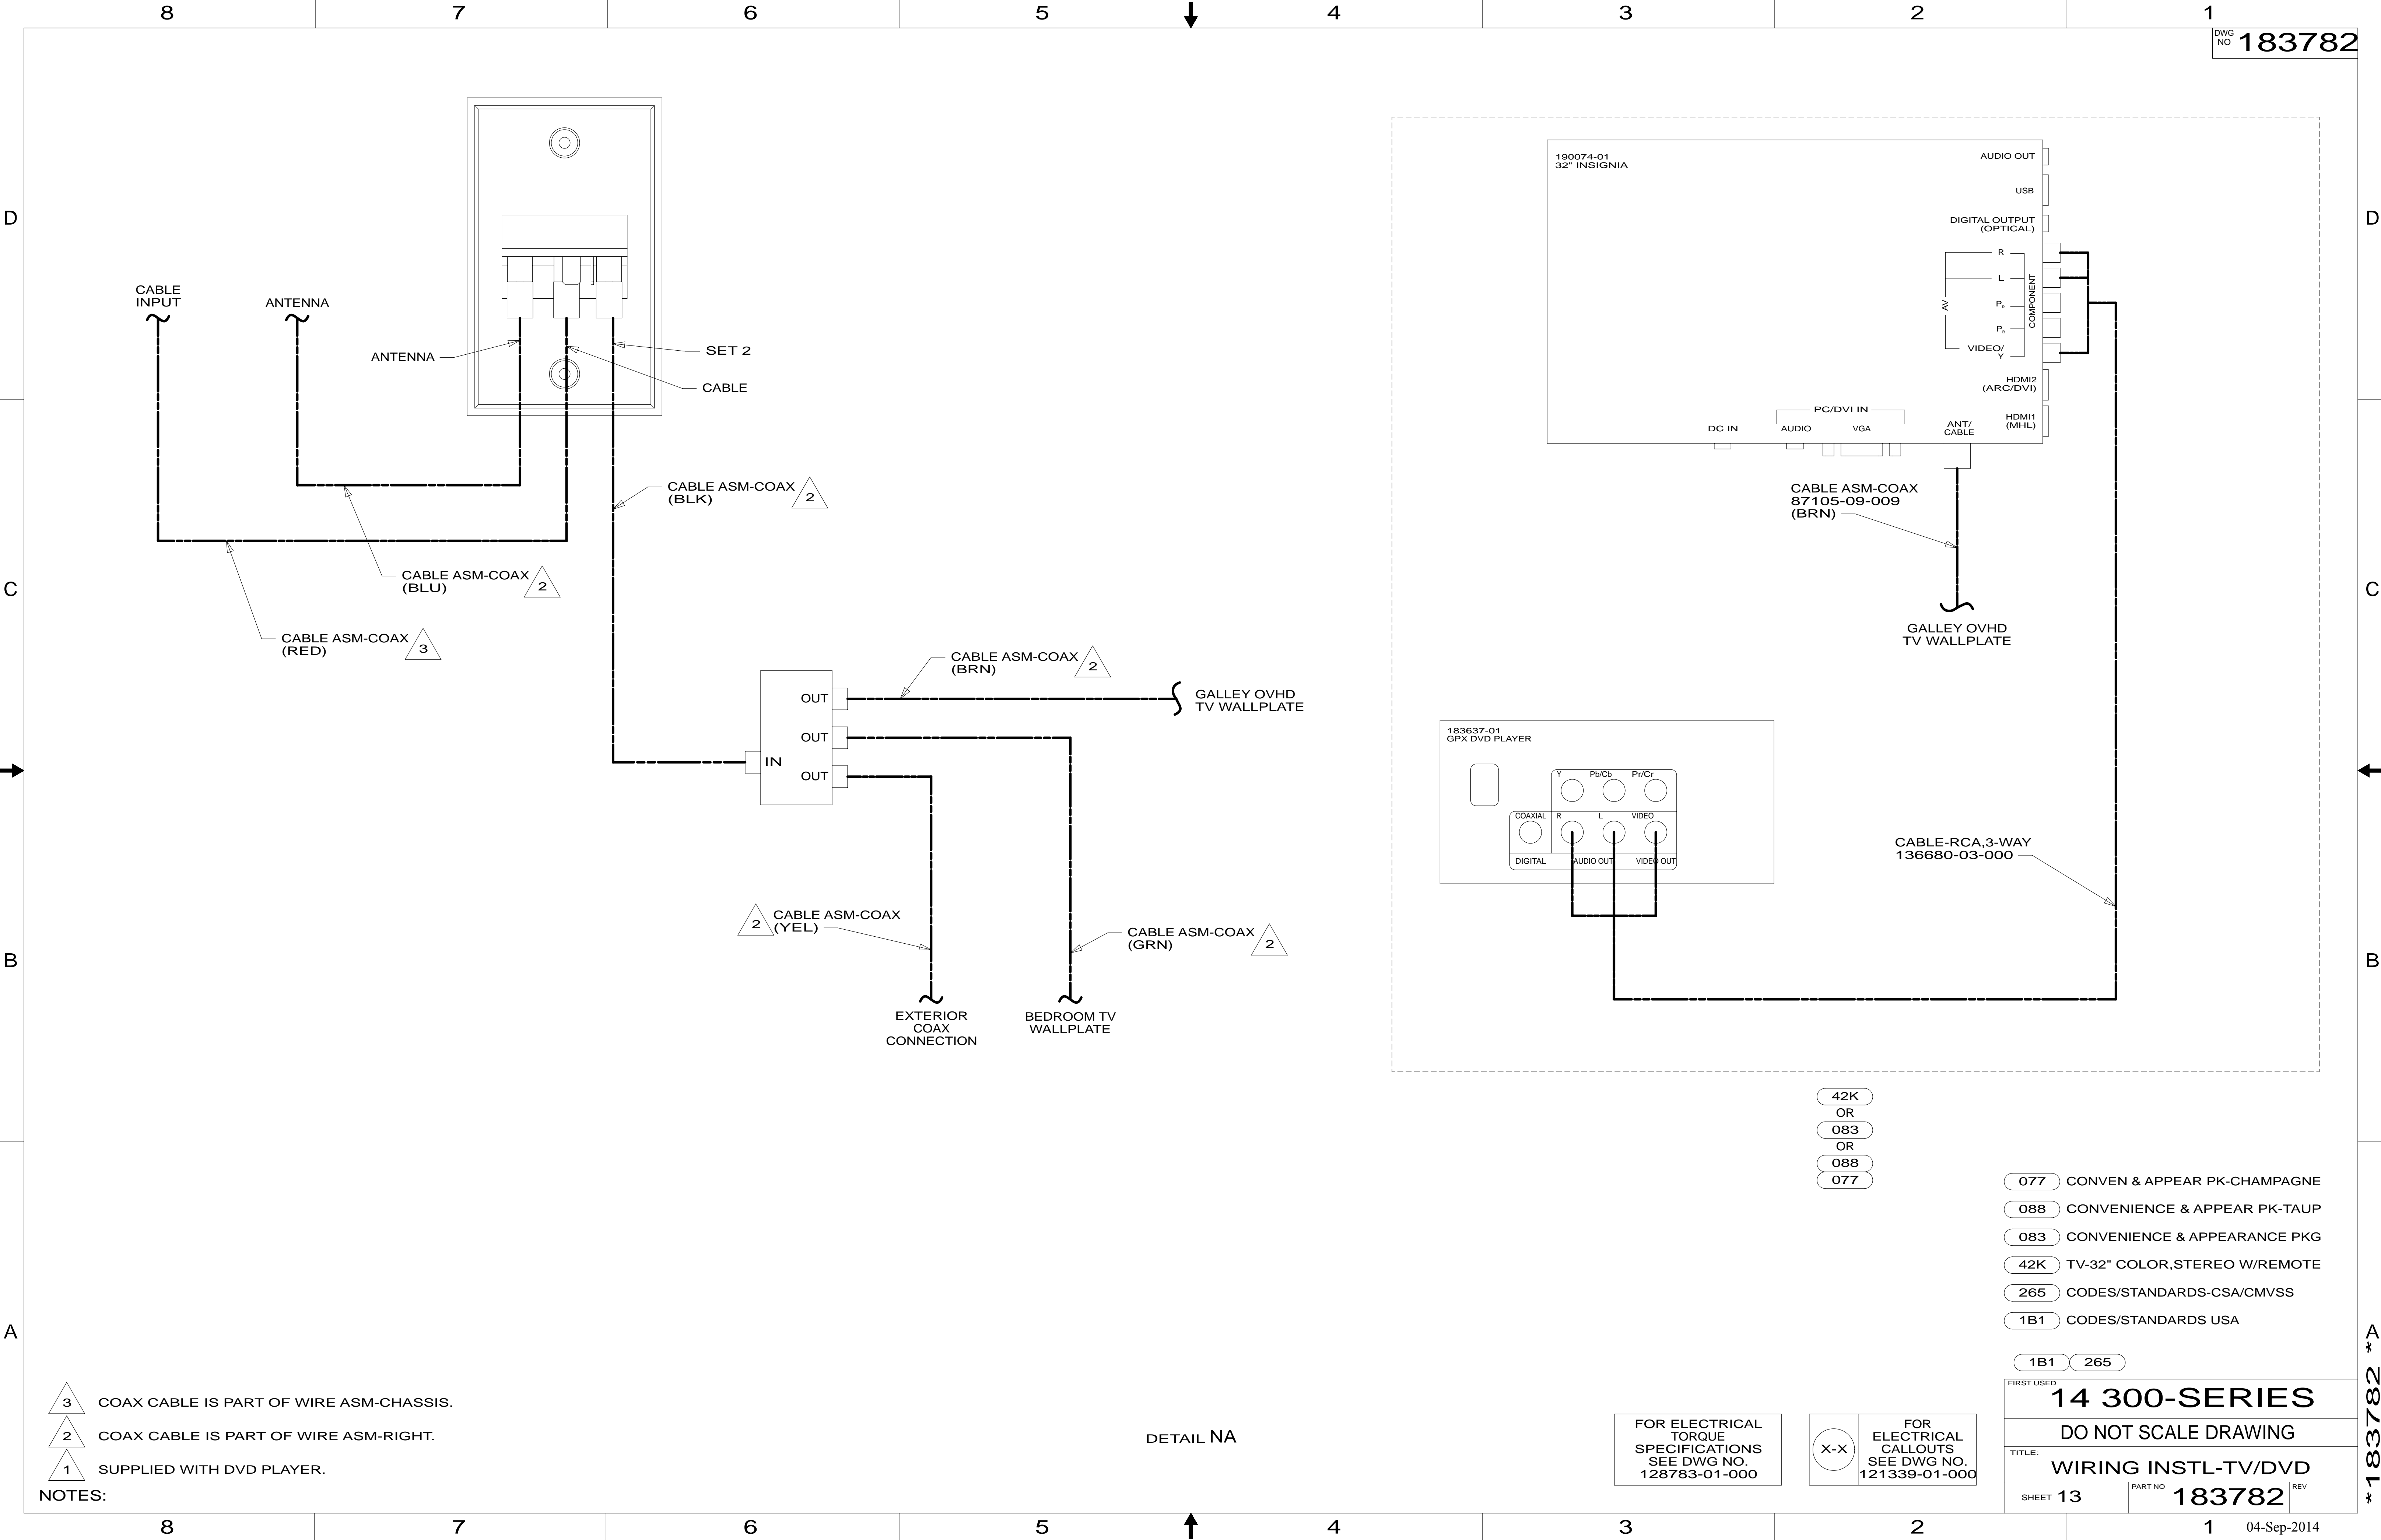 8 7 6 5 4 3 2 1
DWG
NO 183782
D
D
C
C
B
B
A
A
CABLE
INPUT
ANTENNA
ANTENNA
SET 2
CABLE
CABLE ASM-COAX
(BLK)
2
CABLE ASM-COAX
(BLU)
2
CABLE ASM-COAX
(RED)
3
OUT
OUT
IN
OUT
CABLE ASM-COAX
(BRN)
2
GALLEY OVHD
TV WALLPLATE
2
CABLE ASM-COAX
(YEL)
CABLE ASM-COAX
(GRN)
2
EXTERIOR
COAX
CONNECTION
BEDROOM TV
WALLPLATE
190074-01
32" INSIGNIA
AUDIO OUT
USB
DIGITAL OUTPUT
(OPTICAL)
R
L
P
P
VIDEO/
Y
AV
COMPONENT
HDMI2
(ARC/DVI)
HDMI1
(MHL)
PC/DVI IN
DC IN
AUDIO
VGA
ANT/
CABLE
CABLE ASM-COAX
87105-09-009
(BRN)
GALLEY OVHD
TV WALLPLATE
183637-01
GPX DVD PLAYER
Y Pb/Cb Pr/Cr
COAXIAL R L VIDEO
DIGITAL AUDIO OUT VIDEO OUT
CABLE-RCA,3-WAY
136680-03-000
42K
OR
083
OR
088
077
077 CONVEN & APPEAR PK-CHAMPAGNE
088 CONVENIENCE & APPEAR PK-TAUP
083 CONVENIENCE & APPEARANCE PKG
42K TV-32" COLOR,STEREO W/REMOTE
265 CODES/STANDARDS-CSA/CMVSS
1B1 CODES/STANDARDS USA
1B1 265
3 COAX CABLE IS PART OF WIRE ASM-CHASSIS.
2 COAX CABLE IS PART OF WIRE ASM-RIGHT.
1 SUPPLIED WITH DVD PLAYER.
NOTES:
DETAIL NA
FOR ELECTRICAL
TORQUE
SPECIFICATIONS
SEE DWG NO.
128783-01-000
X-X
FOR
ELECTRICAL
CALLOUTS
SEE DWG NO.
121339-01-000
FIRST USED
14 300-SERIES
DO NOT SCALE DRAWING
TITLE:
WIRING INSTL-TV/DVD
SHEET 13
PART NO 183782
REV
*183782*
8 7 6 5 4 3 2 1
04-Sep-2014